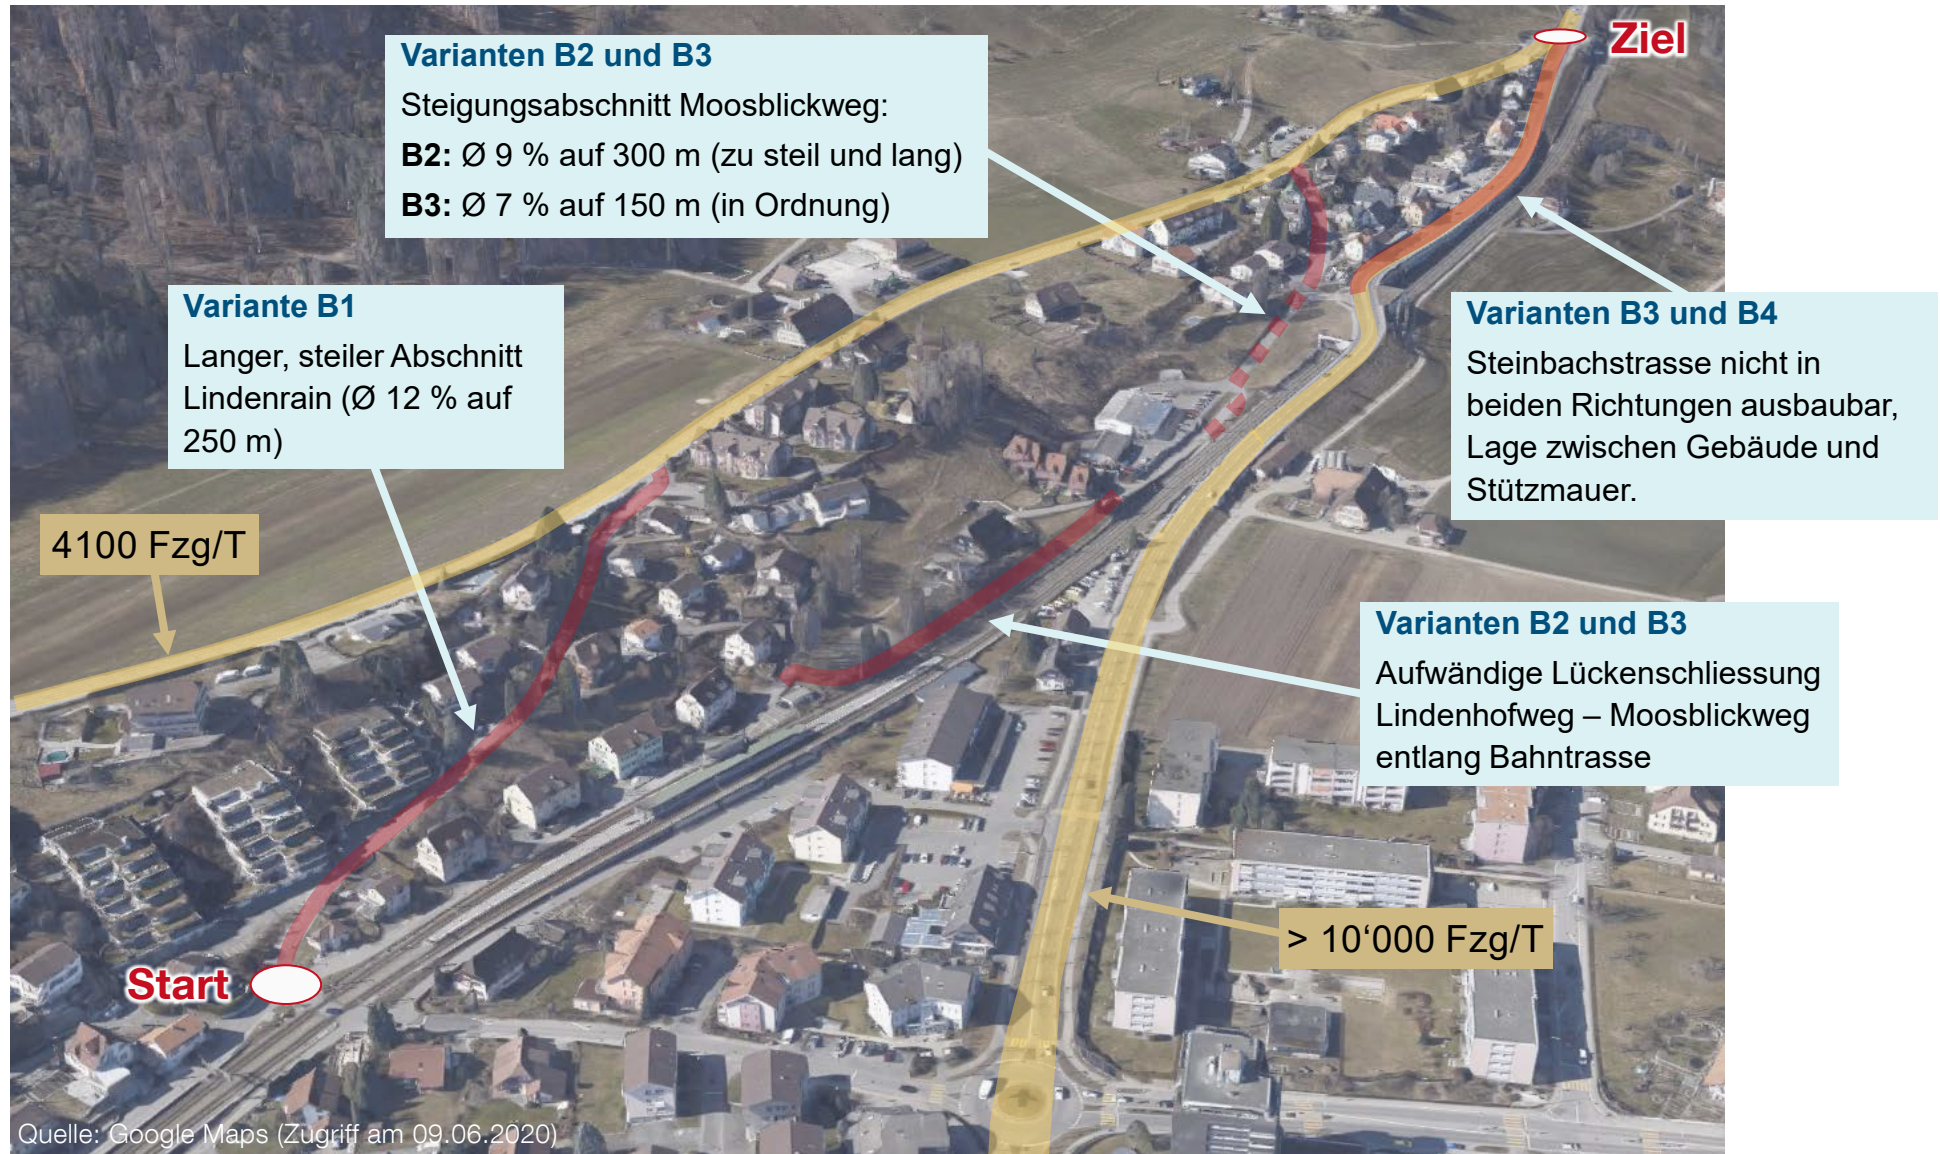 Ziel
Varianten B2 und B3
Steigungsabschnitt Moosblickweg:
B2: Ø 9 % auf 300 m (zu steil und lang)
B3: Ø 7 % auf 150 m (in Ordnung)
Variante B1
Langer, steiler Abschnitt
Lindenrain (Ø 12 % auf
250 m)
Varianten B3 und B4
Steinbachstrasse nicht in
beiden Richtungen ausbaubar,
Lage zwischen Gebäude und
Stützmauer.
4100 Fzg/T
Varianten B2 und B3
Aufwändige Lückenschliessung
Lindenhofweg – Moosblickweg
entlang Bahntrasse
> 10‘000 Fzg/T
Start
Quelle: Google Maps (Zugriff am 09.06.2020)